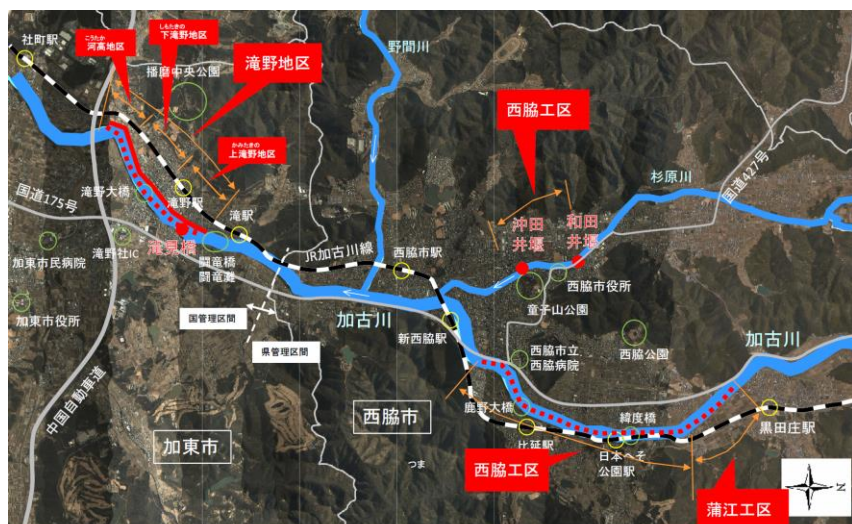 社町駅
こうたか
河高地区
しもたきの
下滝野地区
播磨中央公園
滝野地区
かみたきの
上滝野地区
野間川
西脇工区
杉原川
国道427号
国道175号
滝野大橋
滝野駅
滝駅
滝見橋
滝野社IC
闘竜橋
闘竜灘
加東市民病院
加東市役所
JR加古川線
西脇市駅
沖田
井堰
和田
井堰
西脇市役所
童子山公園
国管理区間
県管理区間
加古川
新西脇駅
西脇市立
西脇病院
西脇公園
加古川
中国自動車道
加東市
西脇市
つま
鹿野大橋
比延駅
緯度橋
日本へそ
公園駅
黒田庄駅
西脇工区
蒲江工区
N